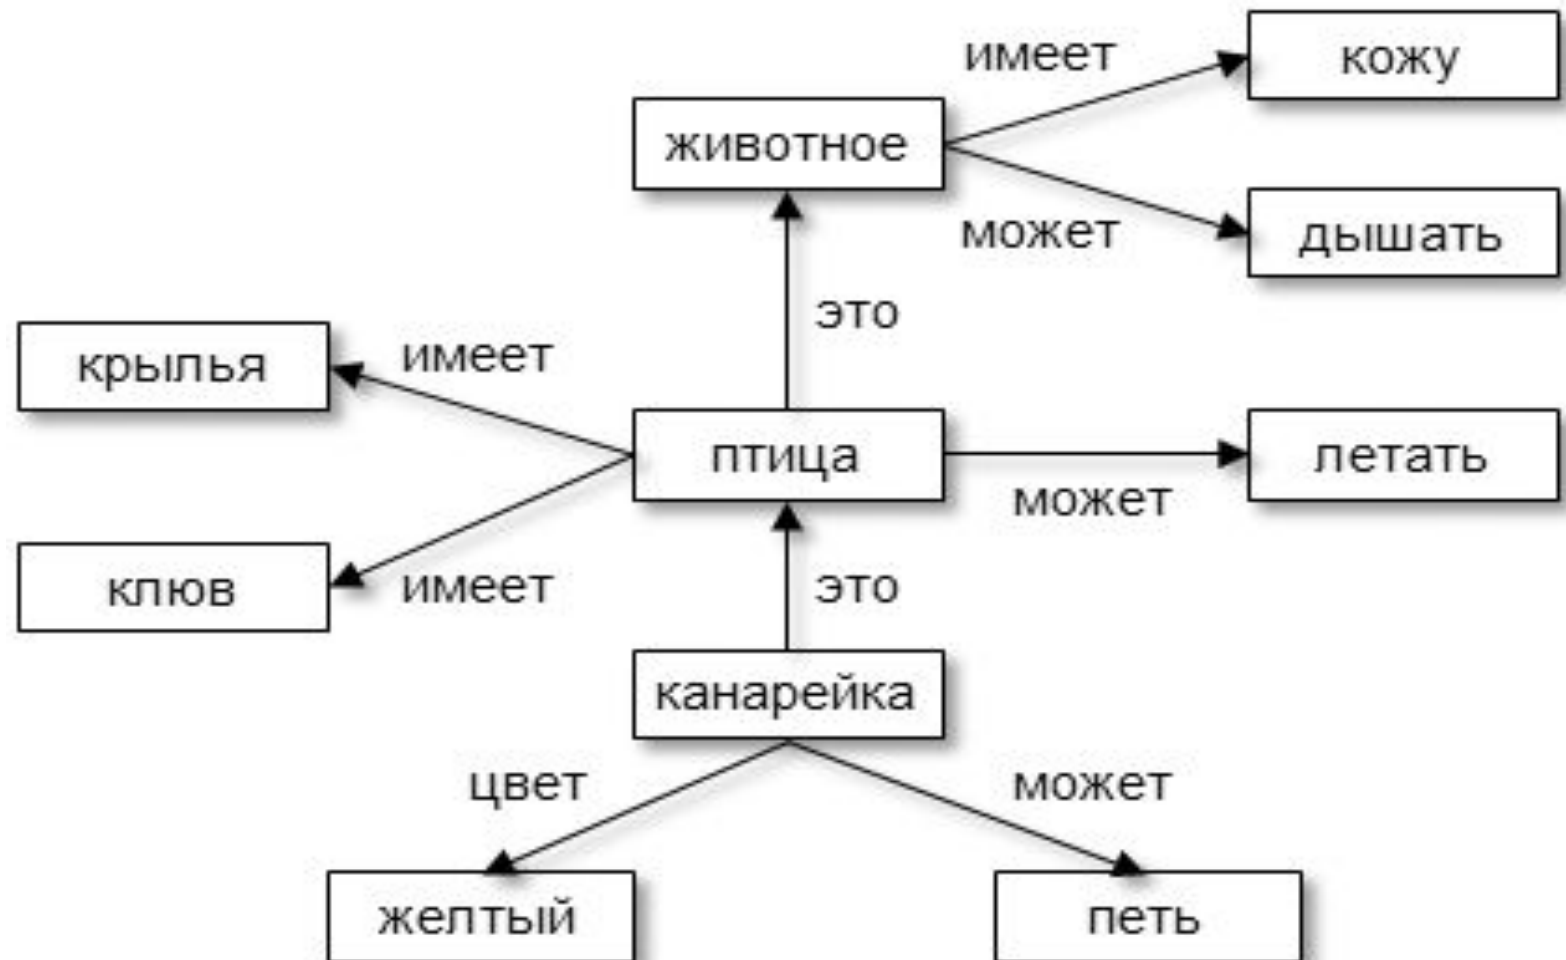 имеет
кожу
животное
может
дышать
это
крылья
имеет
птица
летать
может
клюв
имеет
это
канарейка
цвет
может
желтый
петь